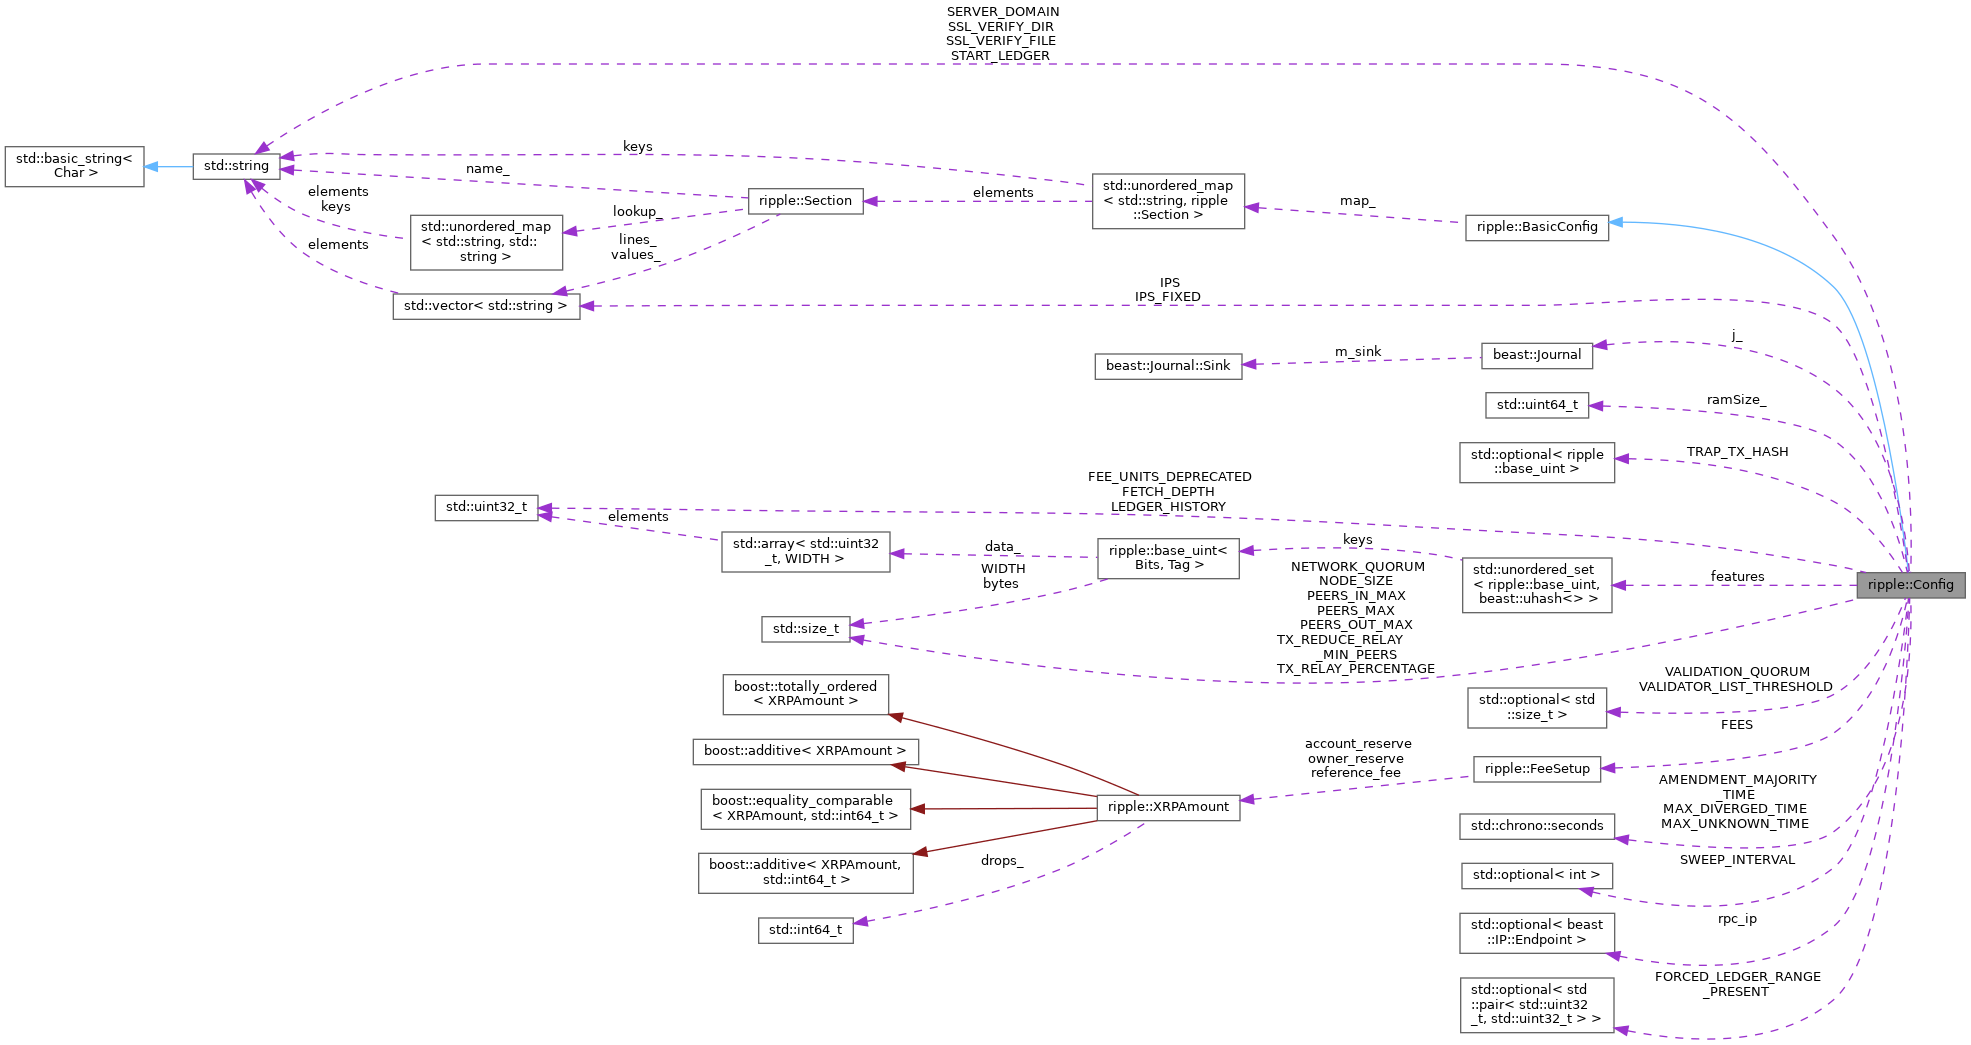 SERVER_DOMAIN
SSL_VERIFY_DIR
SSL_VERIFY_FILE
START_LEDGER
std::basic_string<
Char >
std::string
keys
name_
elements
keys
elements
lookup_
lines_
values_
std::unordered_map
< std::string, std::
string >
std::vector< std::string >
ripple::Section
elements
std::unordered_map
< std::string, ripple
::Section >
map_
ripple::BasicConfig
IPS
IPS_FIXED
j_
m_sink
beast::Journal::Sink
beast::Journal
std::uint64_t
ramSize_
std::optional< ripple
::base_uint >
TRAP_TX_HASH
FEE_UNITS_DEPRECATED
FETCH_DEPTH
LEDGER_HISTORY
std::uint32_t
elements
std::array< std::uint32
_t, WIDTH >
data_
WIDTH
bytes
ripple::base_uint<
Bits, Tag >
keys
std::unordered_set
< ripple::base_uint,
beast::uhash<> >
features
ripple::Config
std::size_t
NETWORK_QUORUM
NODE_SIZE
PEERS_IN_MAX
PEERS_MAX
PEERS_OUT_MAX
TX_REDUCE_RELAY
_MIN_PEERS
TX_RELAY_PERCENTAGE
VALIDATION_QUORUM
VALIDATOR_LIST_THRESHOLD
std::optional< std
::size_t >
FEES
boost::totally_ordered
< XRPAmount >
boost::additive< XRPAmount >
boost::equality_comparable
< XRPAmount, std::int64_t >
boost::additive< XRPAmount,
std::int64_t >
std::int64_t
drops_
ripple::XRPAmount
account_reserve
owner_reserve
reference_fee
ripple::FeeSetup
AMENDMENT_MAJORITY
_TIME
MAX_DIVERGED_TIME
MAX_UNKNOWN_TIME
std::chrono::seconds
SWEEP_INTERVAL
std::optional< int >
rpc_ip
std::optional< beast
::IP::Endpoint >
FORCED_LEDGER_RANGE
_PRESENT
std::optional< std
::pair< std::uint32
_t, std::uint32_t > >